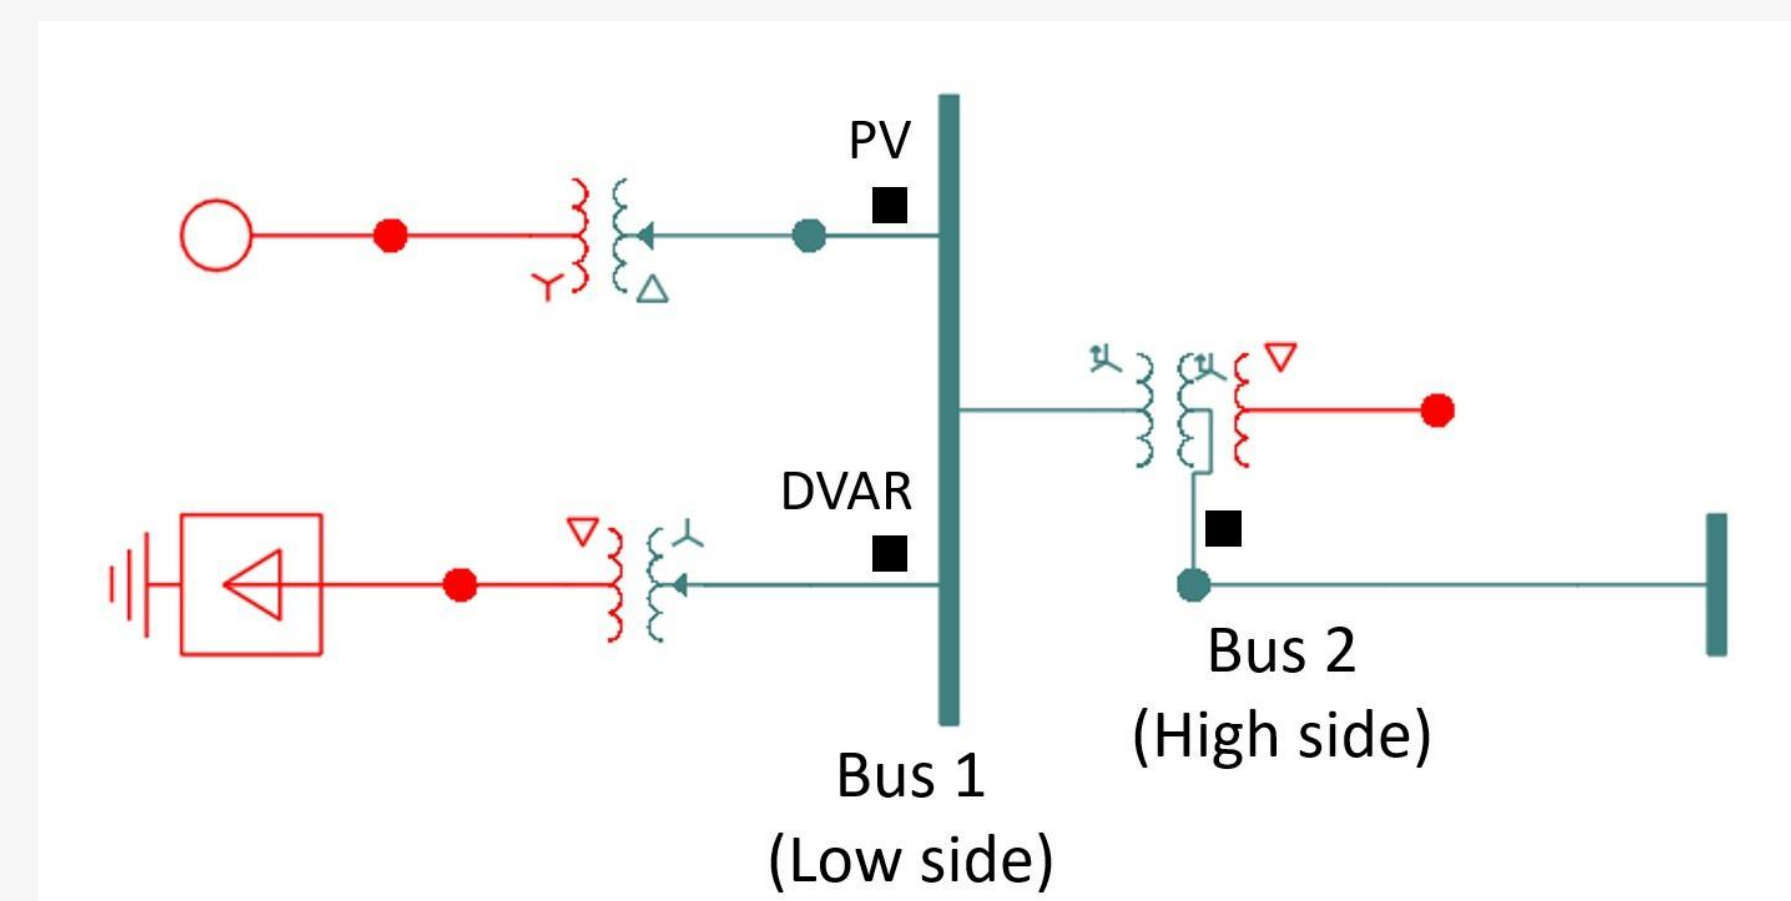 PV
DVAR
Bus 2
(High side)
Bus 1
(Low side)